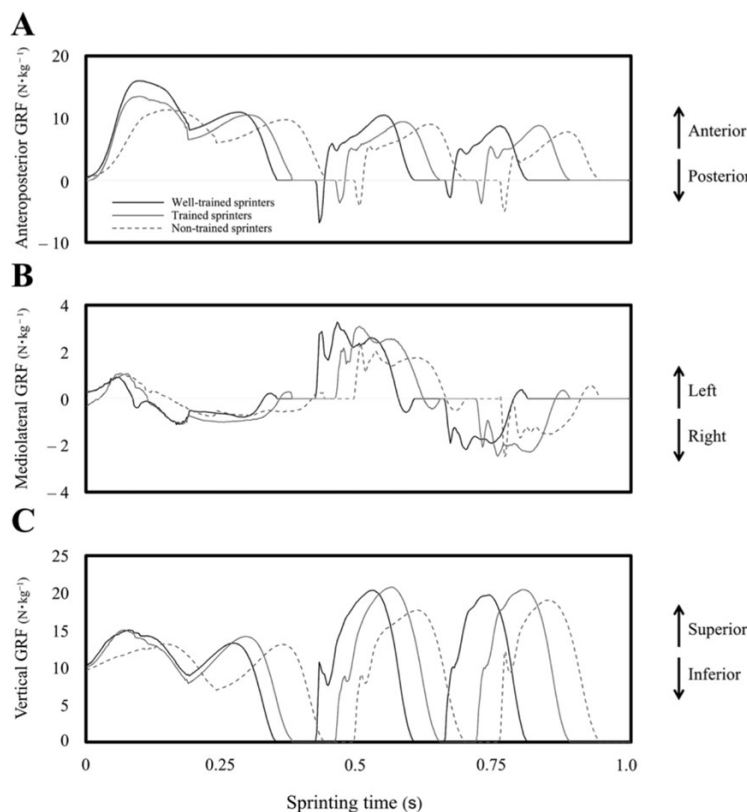 A
Anteroposterior GRF (N·kg⁻¹)
20
10
0
– 10
Well-trained sprinters
Trained sprinters
Non-trained sprinters
Anterior
Posterior
B
Mediolateral GRF (N·kg⁻¹)
4
2
0
– 2
– 4
Left
Right
C
Vertical GRF (N·kg⁻¹)
25
20
15
10
5
0
Superior
Inferior
0
0.25
0.5
0.75
1.0
Sprinting time (s)